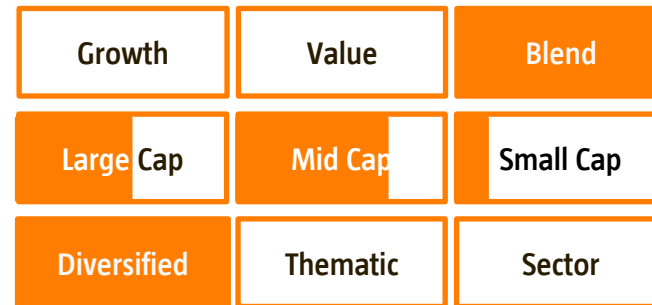 Growth Value Blend
Large Cap Mid Cap Small Cap
Diversified Thematic Sector